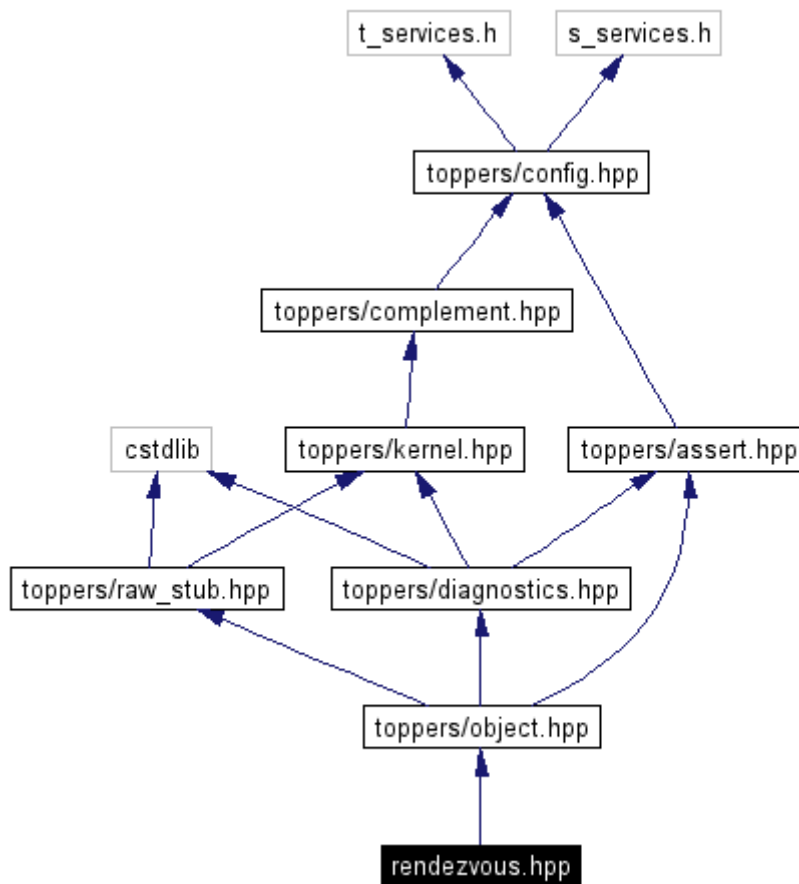 t_services.h
s_services.h
toppers/config.hpp
toppers/complement.hpp
cstdlib
toppers/kernel.hpp
toppers/assert.hpp
toppers/raw_stub.hpp
toppers/diagnostics.hpp
toppers/object.hpp
rendezvous.hpp